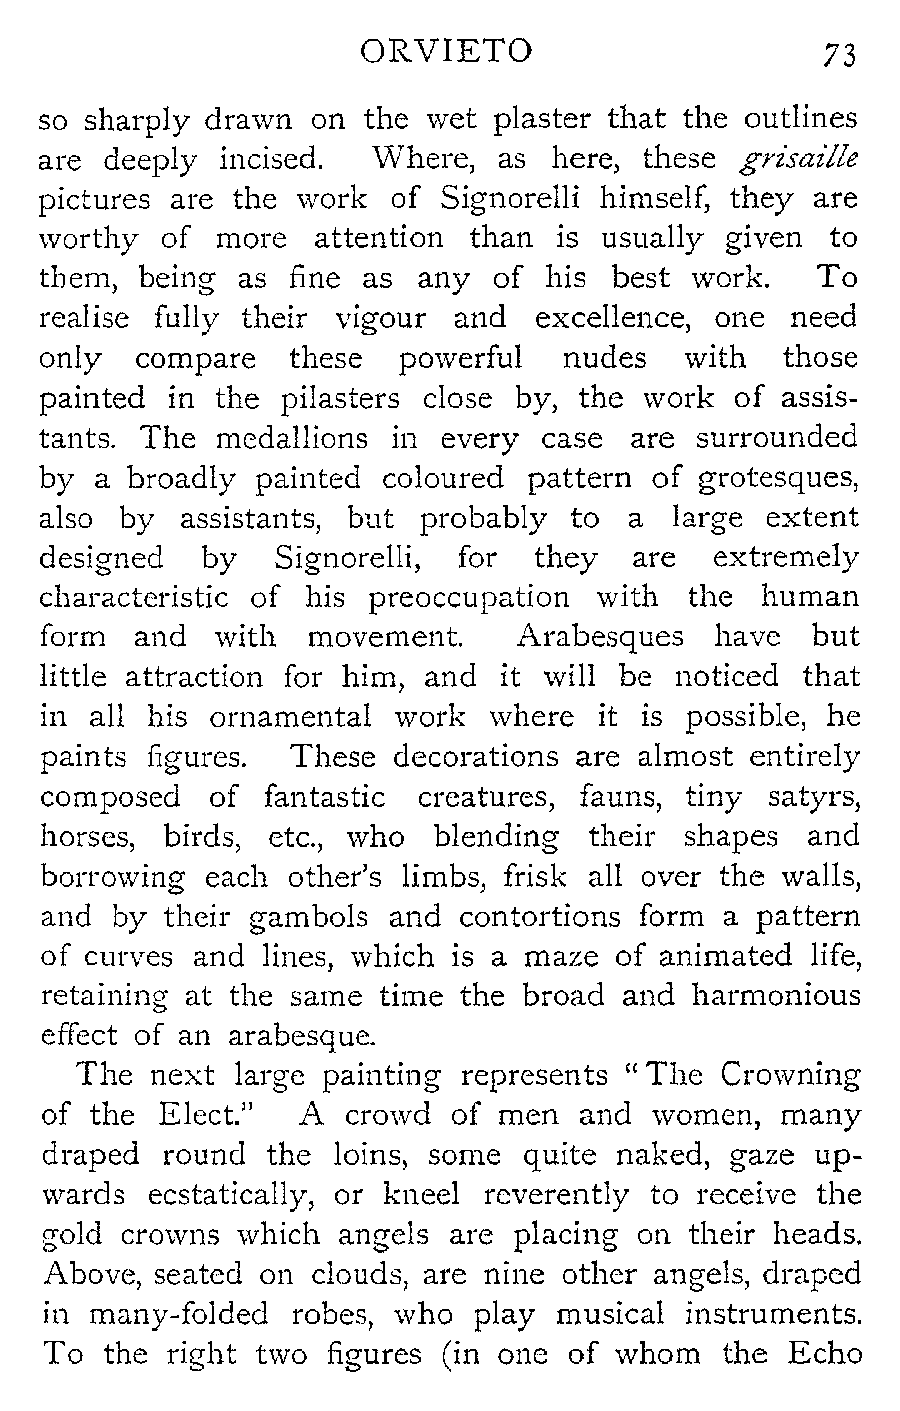 ORVIETO 73
so sharply drawn on the wet plaster that the outlines
are deeply incised. Where, as here, these grisaille
pictures are the work of Signorelli himself, they are
worthy of more attention than is usually given to
them, being as fine as any of his best work. To
realise fully their vigour and excellence, one need
only compare these powerful nudes with those
painted in the pilasters close by, the work of assis-
tants. The medallions in every case are surrounded
by a broadly painted coloured pattern of grotesques,
also by assistants, but probably to a large extent
designed by Signorelli, for they are extremely
characteristic of his preoccupation with the human
form and with movement. Arabesques have but
little attraction for him, and it will be noticed that
in all his ornamental work where it is possible, he
paints figures. These decorations are almost entirely
composed of fantastic creatures, fauns, tiny satyrs,
horses, birds, etc., who blending their shapes and
borrowing each other's limbs, frisk all over the walls,
and by their gambols and contortions form a pattern
of curves and lines, which is a maze of animated life,
retaining at the same time the broad and harmonious
effect of an arabesque.
The next large painting represents "The Crowning
of the Elect." A crowd of men and women, many
draped round the loins, some quite naked, gaze up-
wards ecstatically, or kneel reverently to receive the
gold crowns which angels are placing on their heads.
Above, seated on clouds, are nine other angels, draped
in many-folded robes, who play musical instruments.
To the right two figures (in one of whom the Echo